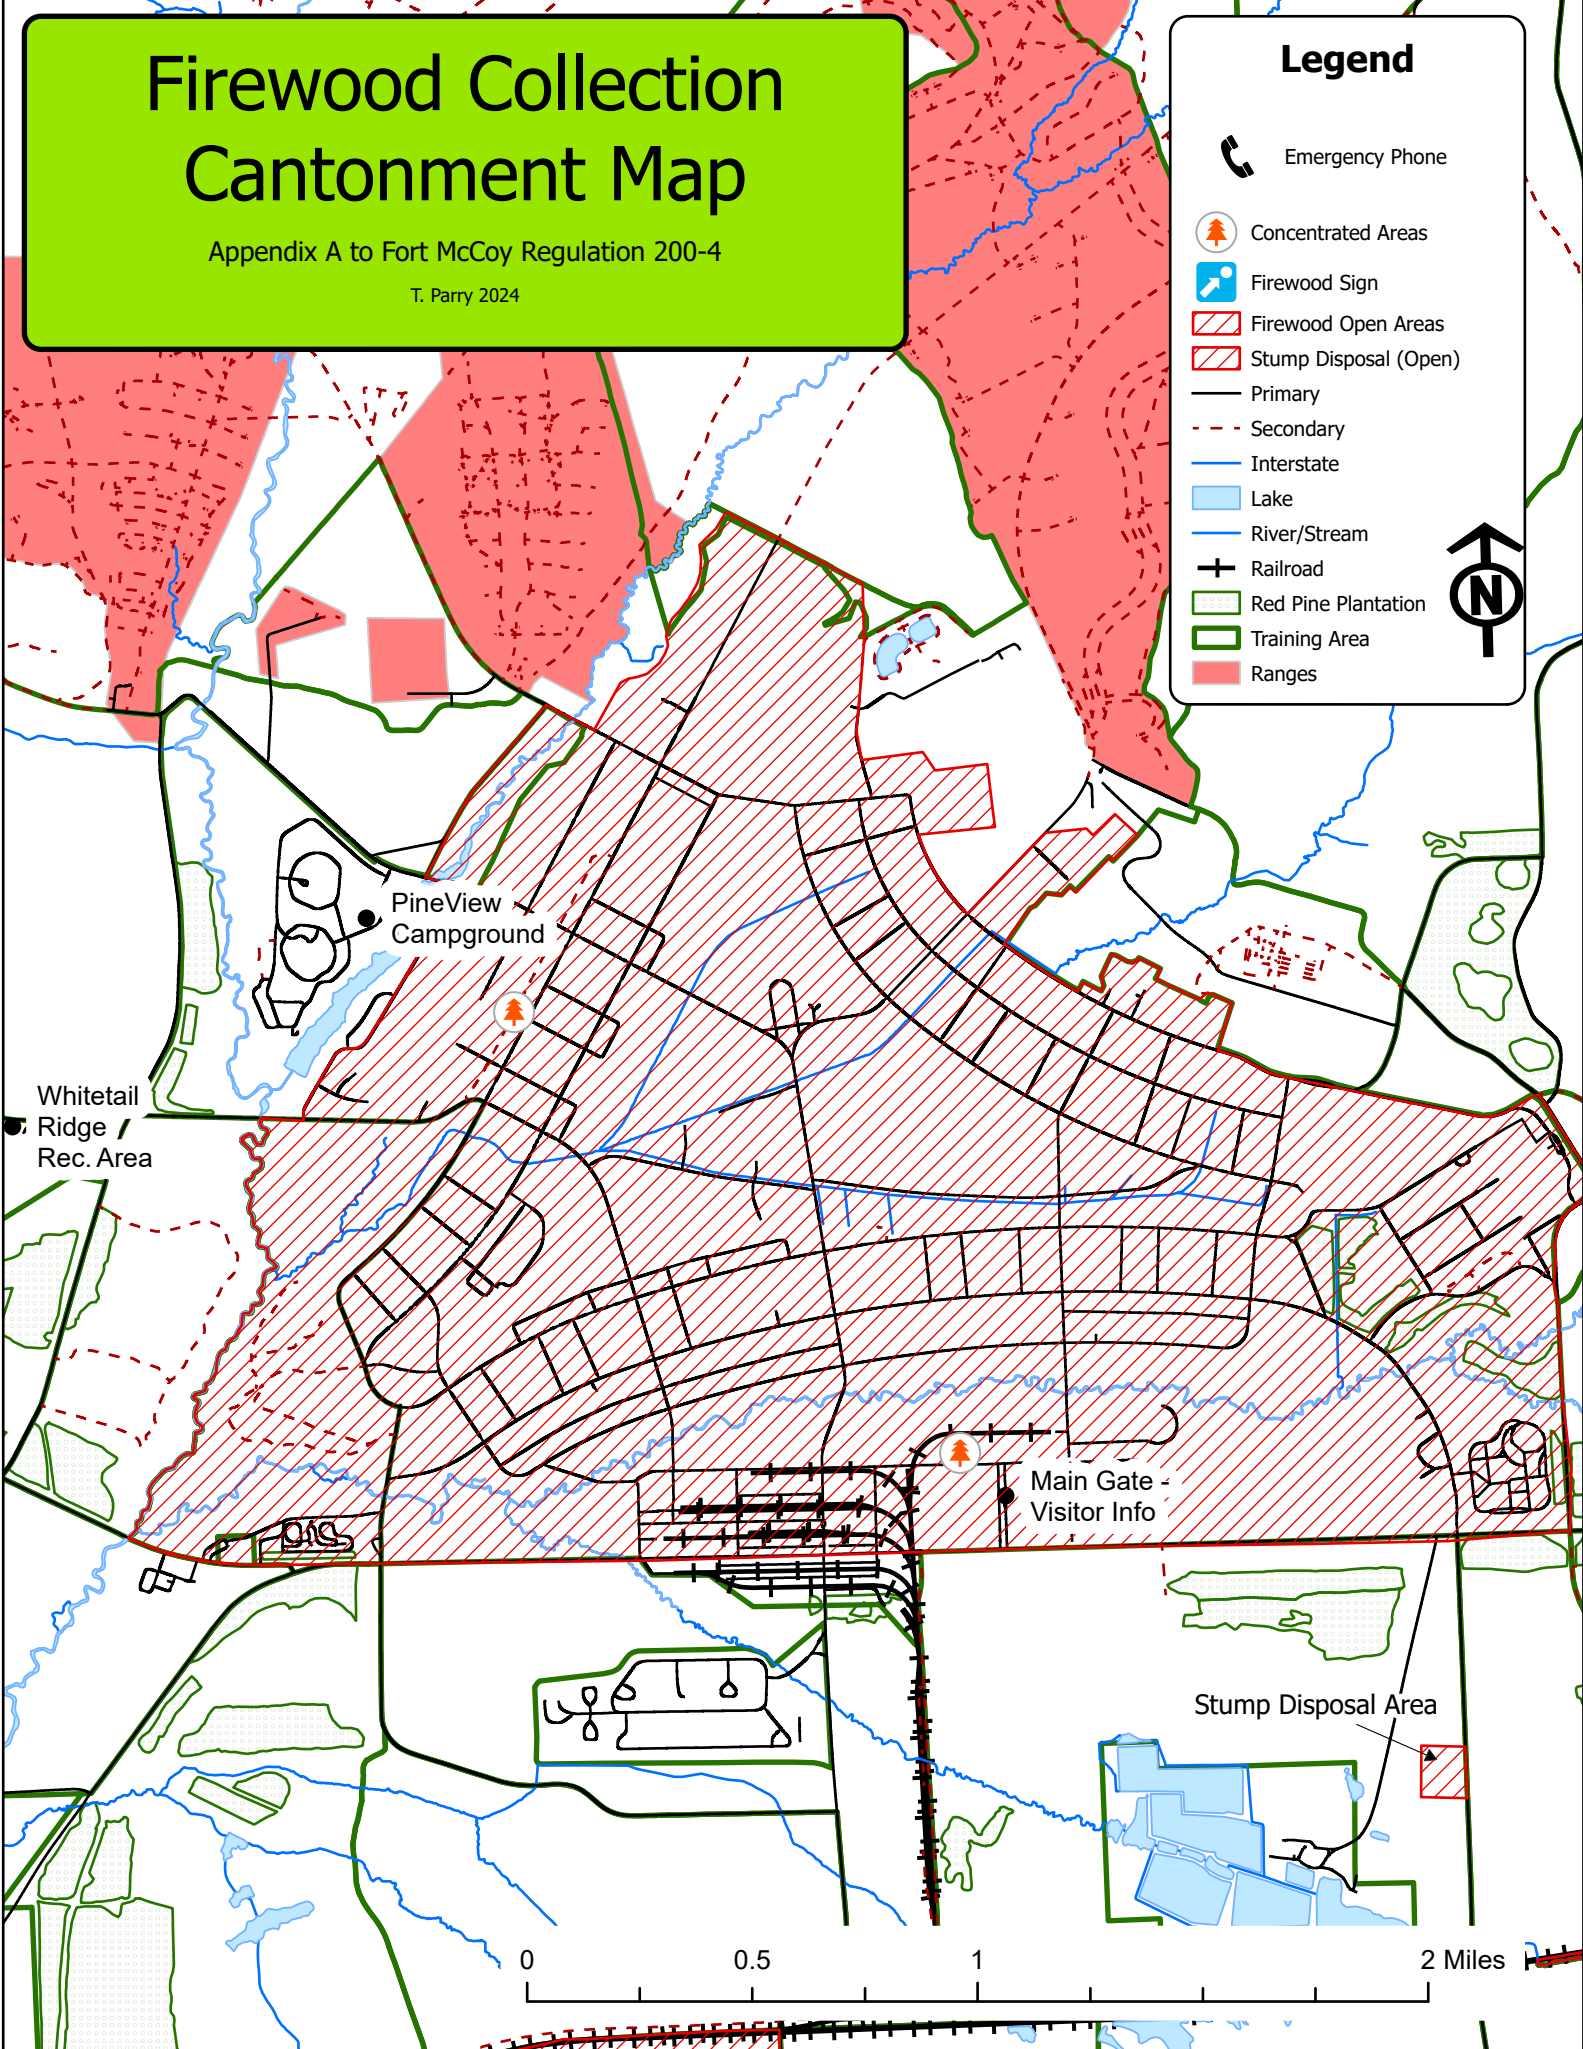 Firewood Collection
Cantonment Map
Appendix A to Fort McCoy Regulation 200-4
T. Parry 2024
Legend
Emergency Phone
Concentrated Areas
Firewood Sign
Firewood Open Areas
Stump Disposal (Open)
Primary
Secondary
Interstate
Lake
River/Stream
Railroad
Red Pine Plantation
Training Area
Ranges
N
PineView
Campground
Whitetail
Ridge
Rec. Area
Main Gate -
Visitor Info
Stump Disposal Area
0 0.5 1 2 Miles